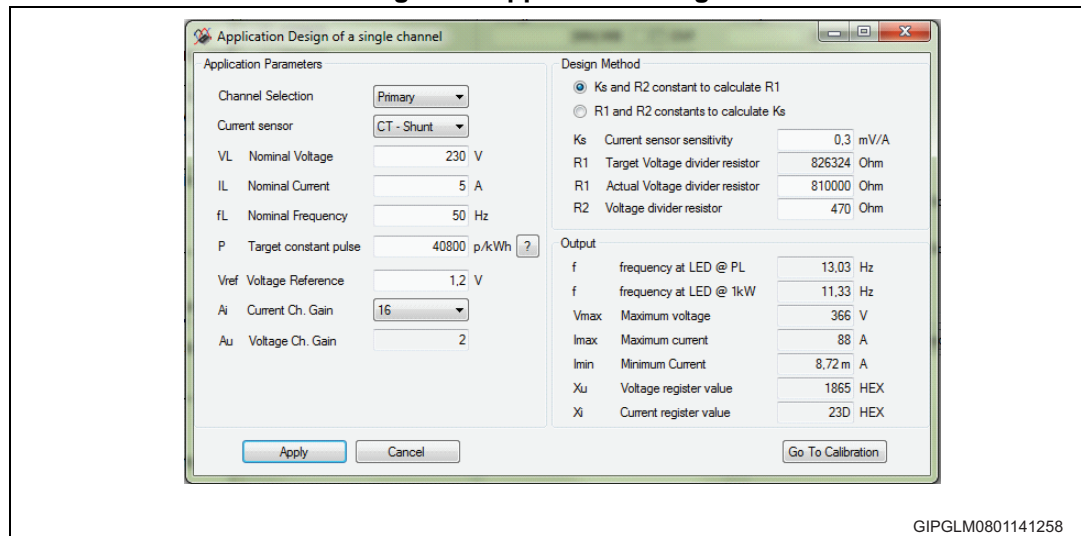 Application Design of a single channel
Application Parameters
Channel Selection Primary
Current sensor CT - Shunt
VL Nominal Voltage 230 V
IL Nominal Current 5 A
fL Nominal Frequency 50 Hz
P Target constant pulse 40800 p/kWh ?
Vref Voltage Reference 1,2 V
Ai Current Ch. Gain 16
Au Voltage Ch. Gain 2
Design Method
Ks and R2 constant to calculate R1
R1 and R2 constants to calculate Ks
Ks Current sensor sensitivity 0,3 mV/A
R1 Target Voltage divider resistor 826324 Ohm
R1 Actual Voltage divider resistor 810000 Ohm
R2 Voltage divider resistor 470 Ohm
Output
f frequency at LED @ PL 13,03 Hz
f frequency at LED @ 1kW 11,33 Hz
Vmax Maximum voltage 366 V
Imax Maximum current 88 A
Imin Minimum Current 8,72 m A
Xu Voltage register value 1865 HEX
Xi Current register value 23D HEX
Apply Cancel Go To Calibration
GIPGLM0801141258